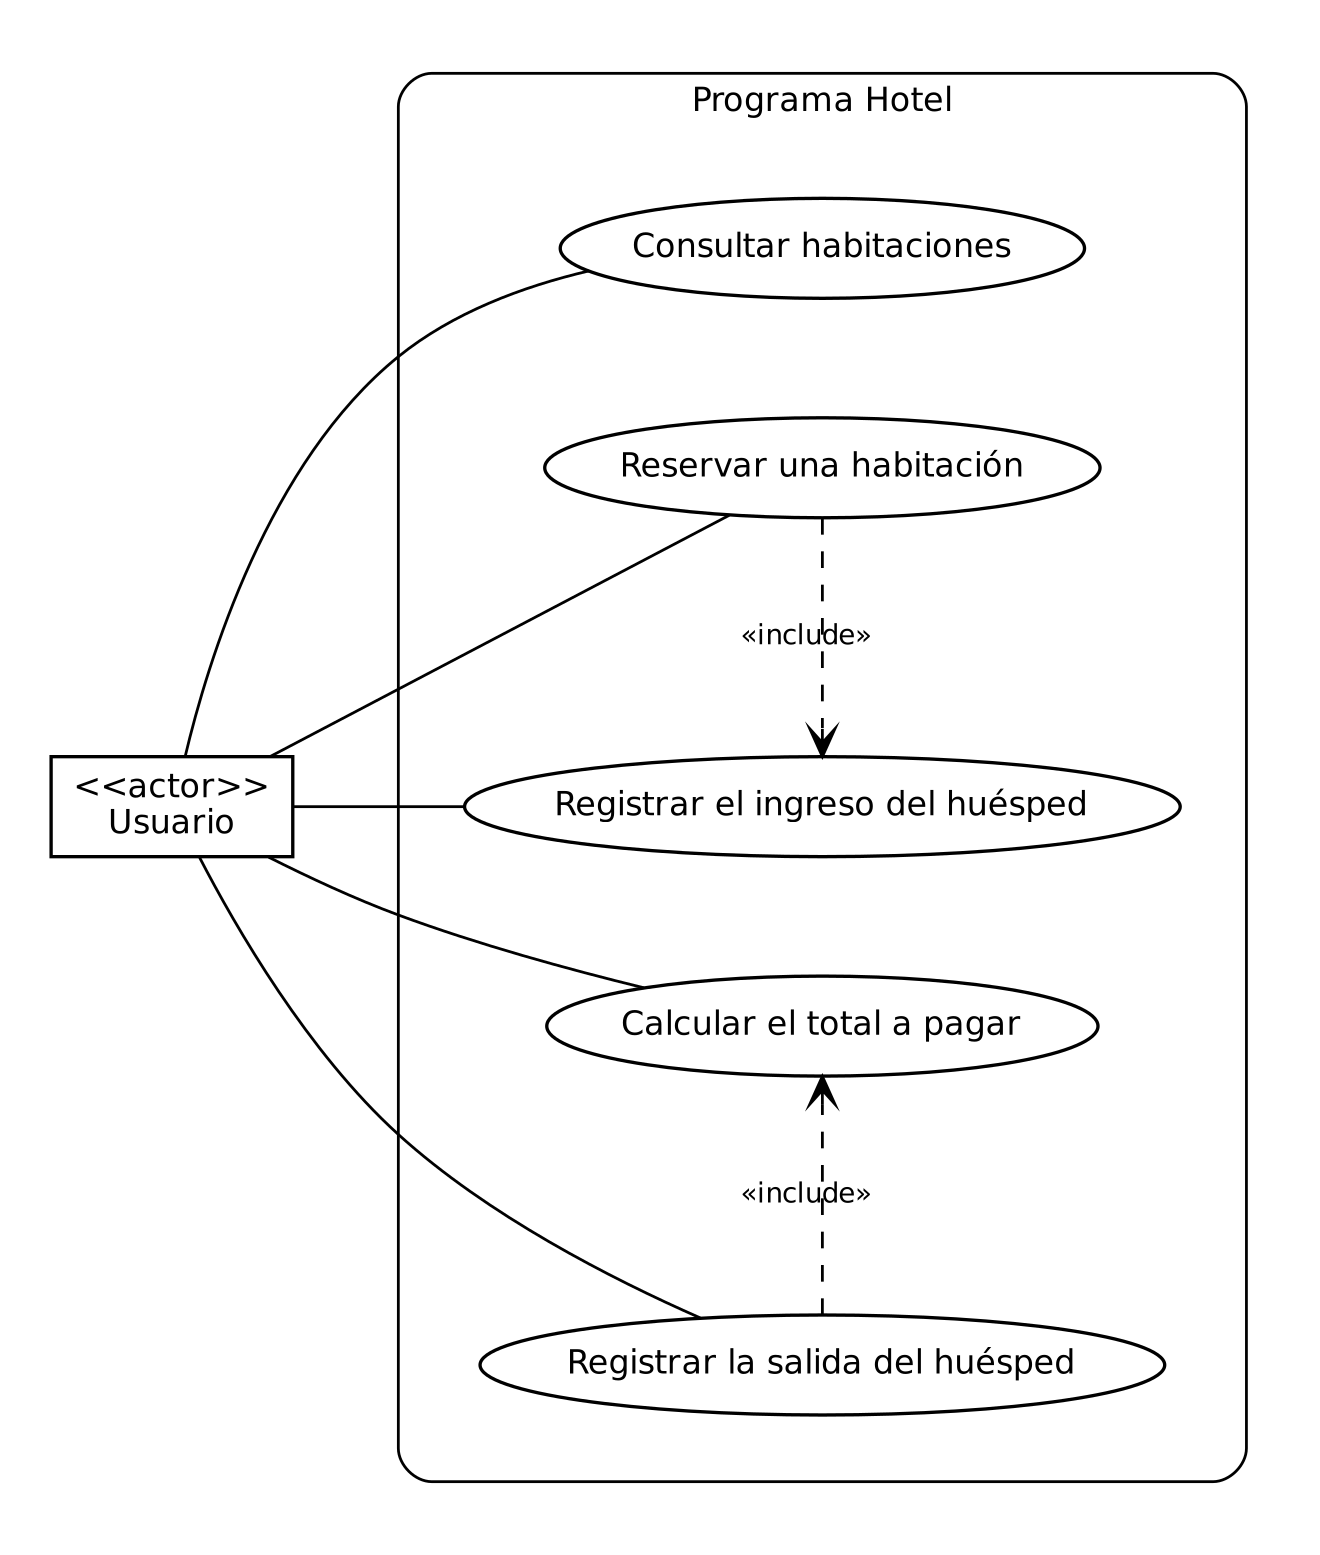 Programa Hotel
Consultar habitaciones
Reservar una habitación
«include»
<<actor>>
Usuario
Registrar el ingreso del huésped
Calcular el total a pagar
«include»
Registrar la salida del huésped